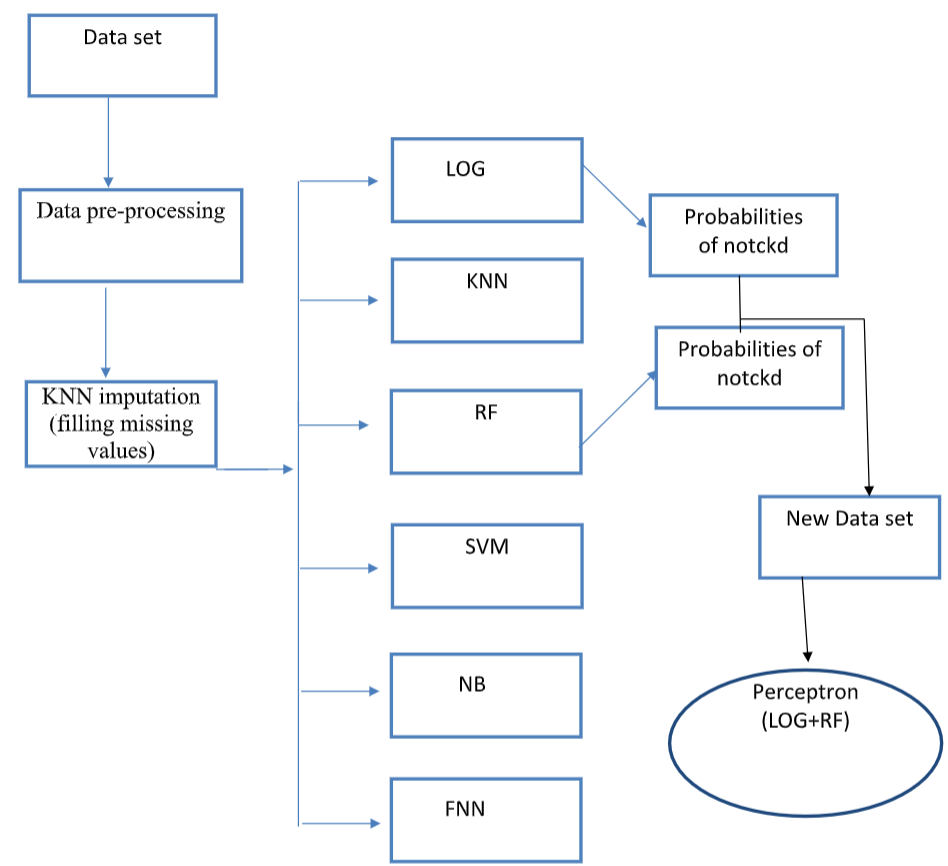 Data set
Data pre-processing
KNN imputation
(filling missing
values)
LOG
KNN
RF
SVM
NB
FNN
Probabilities
of notckd
Probabilities of
notckd
New Data set
Perceptron
(LOG+RF)